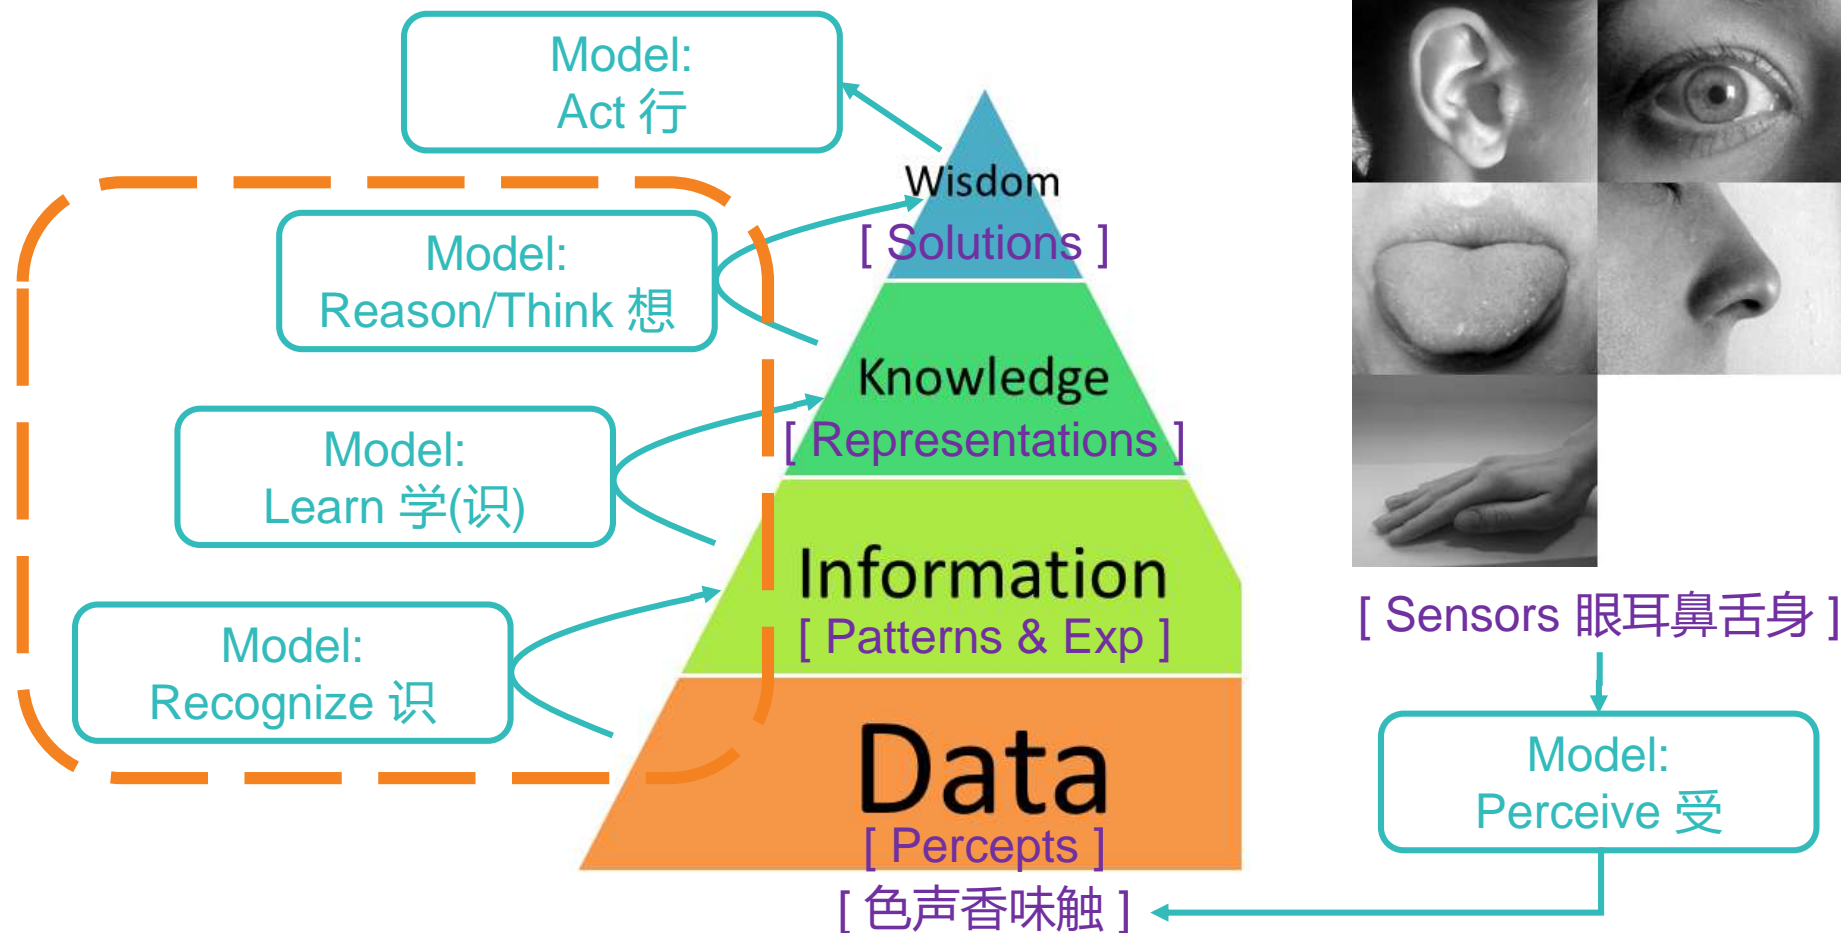 Model:
Act 行
Wisdom
[ Solutions ]
Model:
Reason/Think 想
Knowledge
[ Representations ]
Model:
Learn 学(识)
Information
[ Patterns & Exp ]
Model:
Recognize 识
Data
[ Percepts ]
[ 色声香味触 ]
[ Sensors 眼耳鼻舌身 ]
Model:
Perceive 受